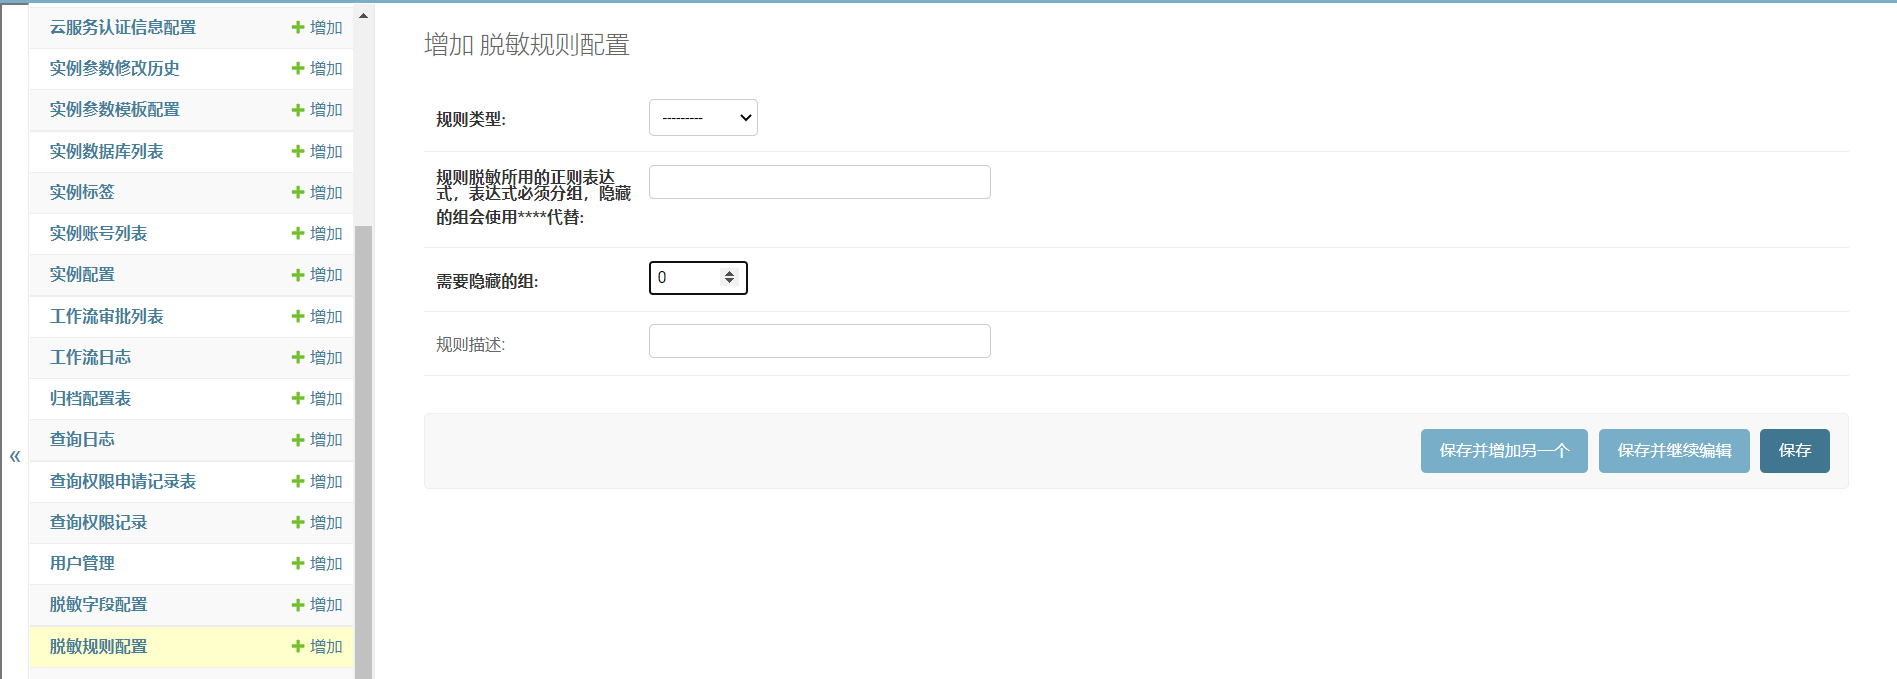 云服务认证信息配置 增加
实例参数修改历史 增加
实例参数模板配置 增加
实例数据库列表 增加
实例标签 增加
实例账号列表 增加
实例配置 增加
工作流审批列表 增加
工作流日志 增加
归档配置表 增加
查询日志 增加
查询权限申请记录表 增加
查询权限记录 增加
用户管理 增加
脱敏字段配置 增加
脱敏规则配置 增加
«
增加 脱敏规则配置
规则类型: ---------
规则脱敏所用的正则表达
式，表达式必须分组，隐藏
的组会使用****代替:
需要隐藏的组: 0
规则描述:
保存并增加另一个 保存并继续编辑 保存